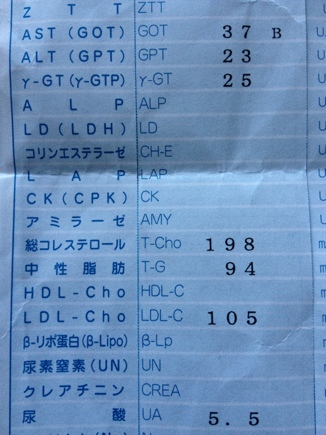 Z T T ZTT
AST (GOT) GOT 37 B
ALT (GPT) GPT 23
γ-GT (γ-GTP) γ-GT 25
A L P ALP
LD (LDH) LD
コリンエステラーゼ CH-E
L A P LAP
CK (CPK) CK
アミラーゼ AMY
総コレステロール T-Cho 198
中性脂肪 T-G 94
HDL-Cho HDL-C
LDL-Cho LDL-C 105
β-リポ蛋白(β-Lipo) β-Lp
尿素窒素(UN) UN
クレアチニン CREA
尿酸 UA 5.5